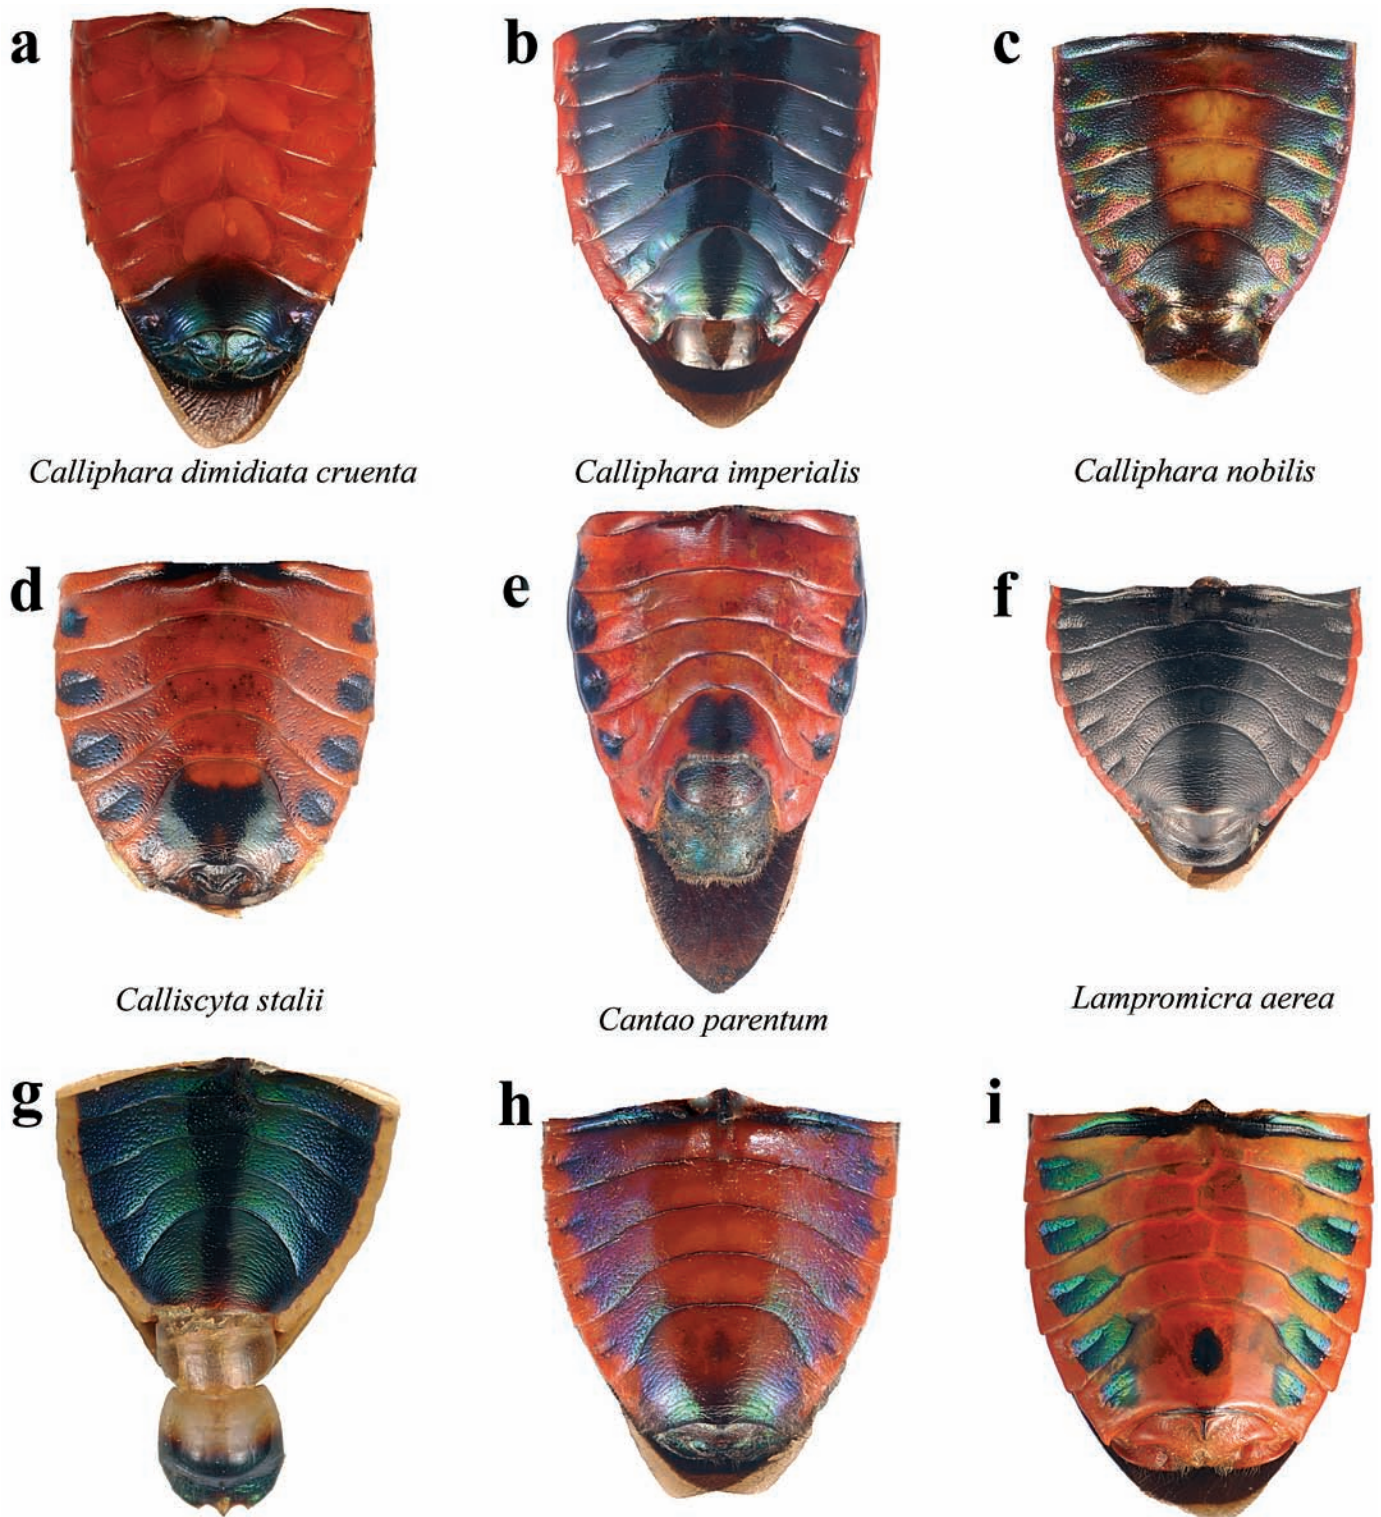 a
b
c
Calliphara dimidiata cruenta
Calliphara imperialis
Calliphara nobilis
d
e
f
Calliscyta stalii
Cantao parentum
Lampromicra aerea
g
h
i